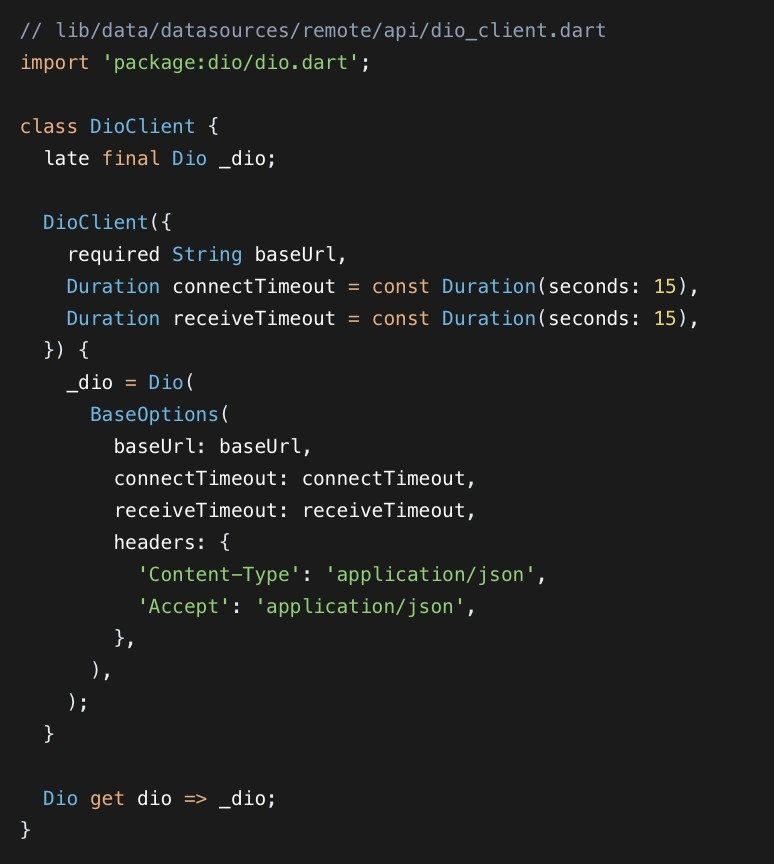 // lib/data/datasources/remote/api/dio_client.dart
import 'package:dio/dio.dart';

class DioClient {
  late final Dio _dio;

  DioClient({
    required String baseUrl,
    Duration connectTimeout = const Duration(seconds: 15),
    Duration receiveTimeout = const Duration(seconds: 15),
  }) {
    _dio = Dio(
      BaseOptions(
        baseUrl: baseUrl,
        connectTimeout: connectTimeout,
        receiveTimeout: receiveTimeout,
        headers: {
          'Content-Type': 'application/json',
          'Accept': 'application/json',
        },
      ),
    );
  }

  Dio get dio => _dio;
}